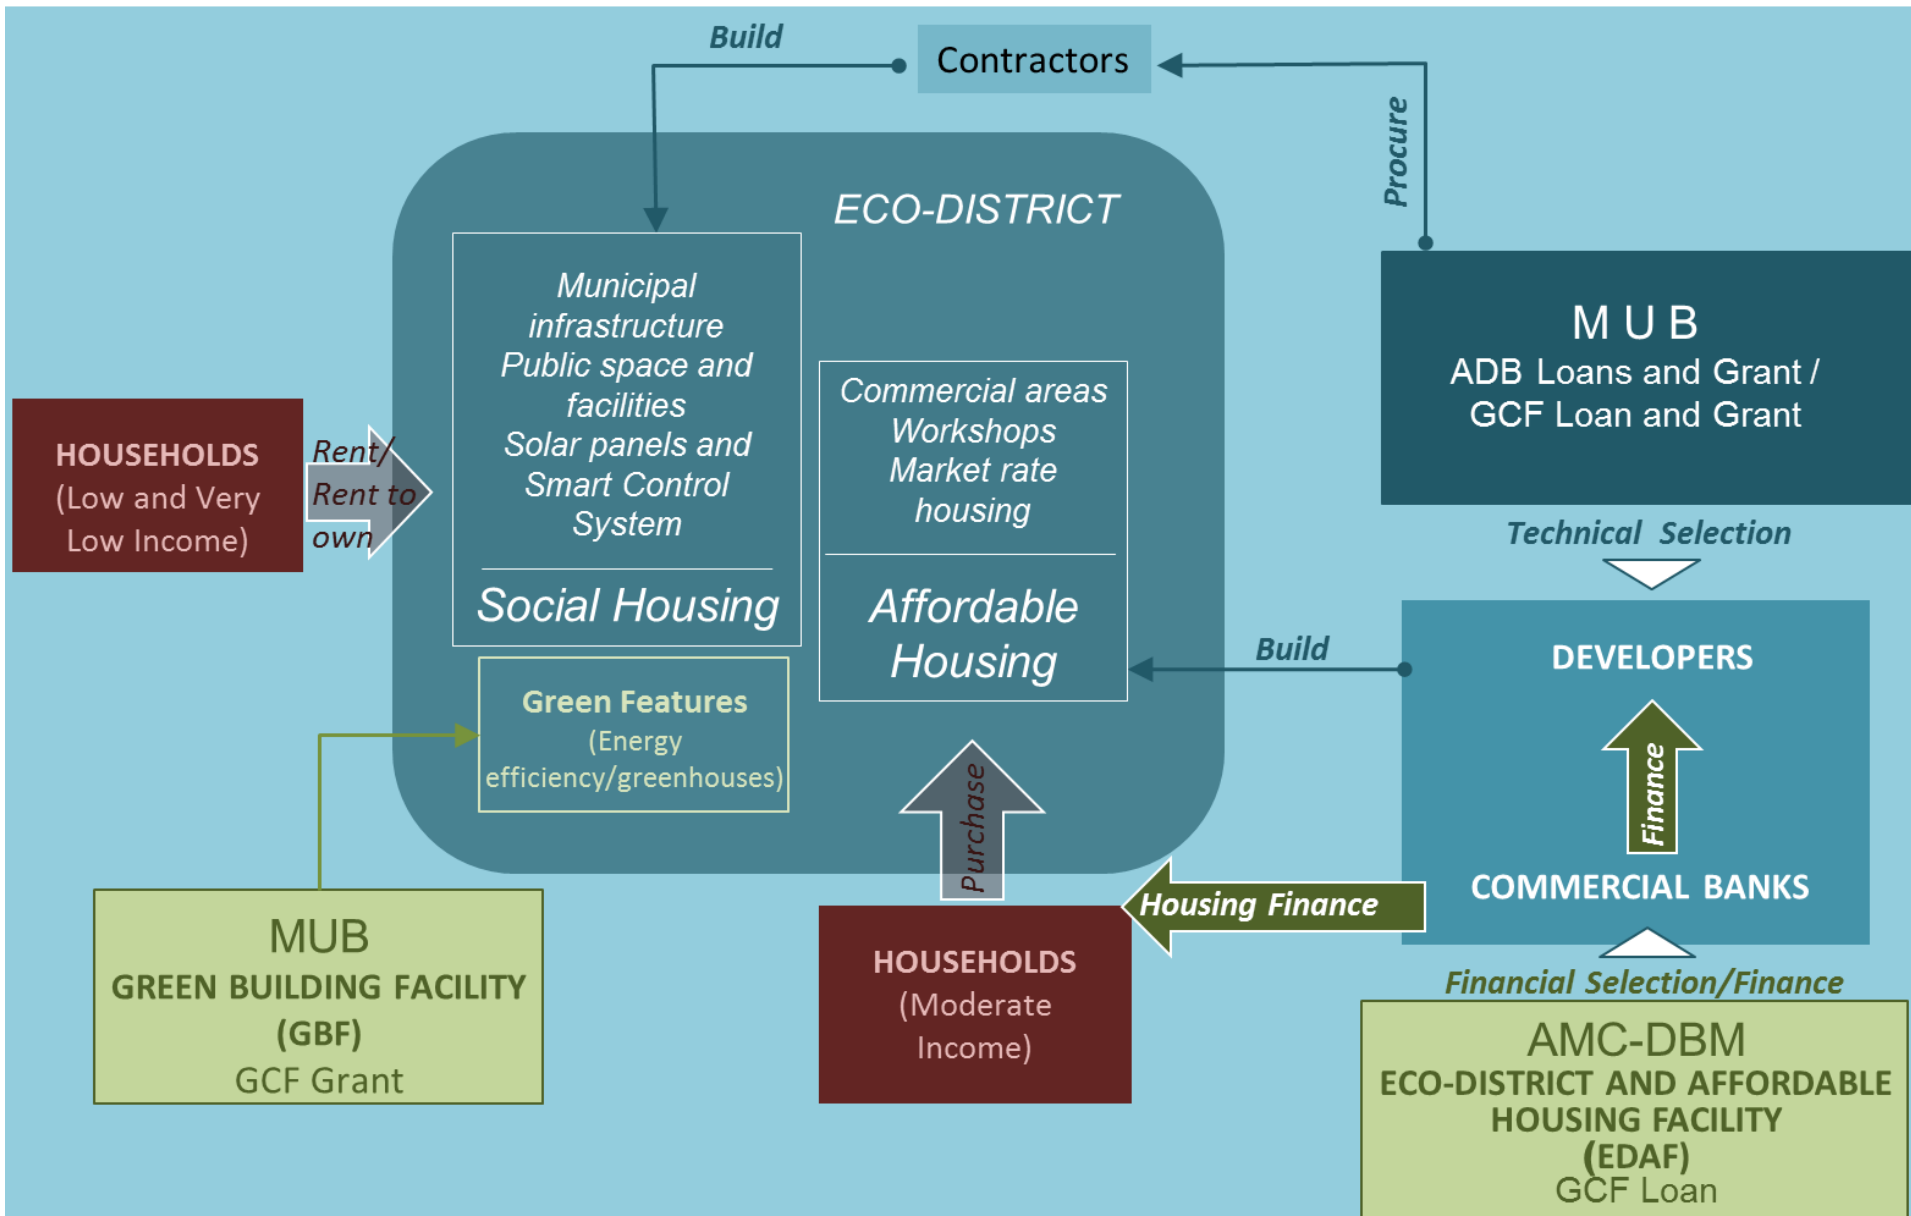 Build
Contractors
Procure
ECO-DISTRICT
Municipal
infrastructure
Public space and
facilities
Solar panels and
Smart Control
System
Social Housing
Commercial areas
Workshops
Market rate
housing
Affordable
Housing
M U B
ADB Loans and Grant /
GCF Loan and Grant
HOUSEHOLDS
(Low and Very
Low Income)
Rent/
Rent to
own
Technical Selection
DEVELOPERS
Build
Finance
COMMERCIAL BANKS
Green Features
(Energy
efficiency/greenhouses)
Purchase
Housing Finance
MUB
GREEN BUILDING FACILITY
(GBF)
GCF Grant
HOUSEHOLDS
(Moderate
Income)
Financial Selection/Finance
AMC-DBM
ECO-DISTRICT AND AFFORDABLE
HOUSING FACILITY
(EDAF)
GCF Loan